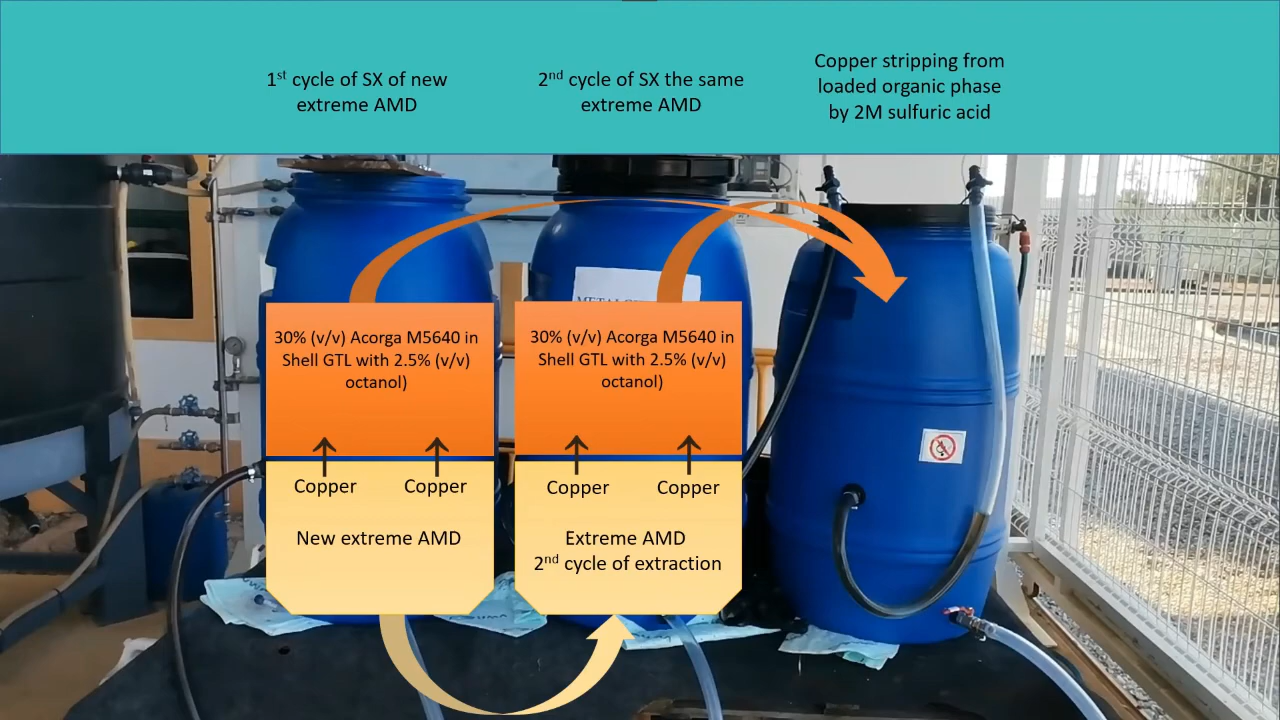 1st cycle of SX of new
extreme AMD
2nd cycle of SX the same
extreme AMD
Copper stripping from
loaded organic phase
by 2M sulfuric acid
30% (v/v) Acorga M5640 in
Shell GTL with 2.5% (v/v)
octanol)
30% (v/v) Acorga M5640 in
Shell GTL with 2.5% (v/v)
octanol)
Copper Copper
Copper Copper
New extreme AMD
Extreme AMD
2nd cycle of extraction